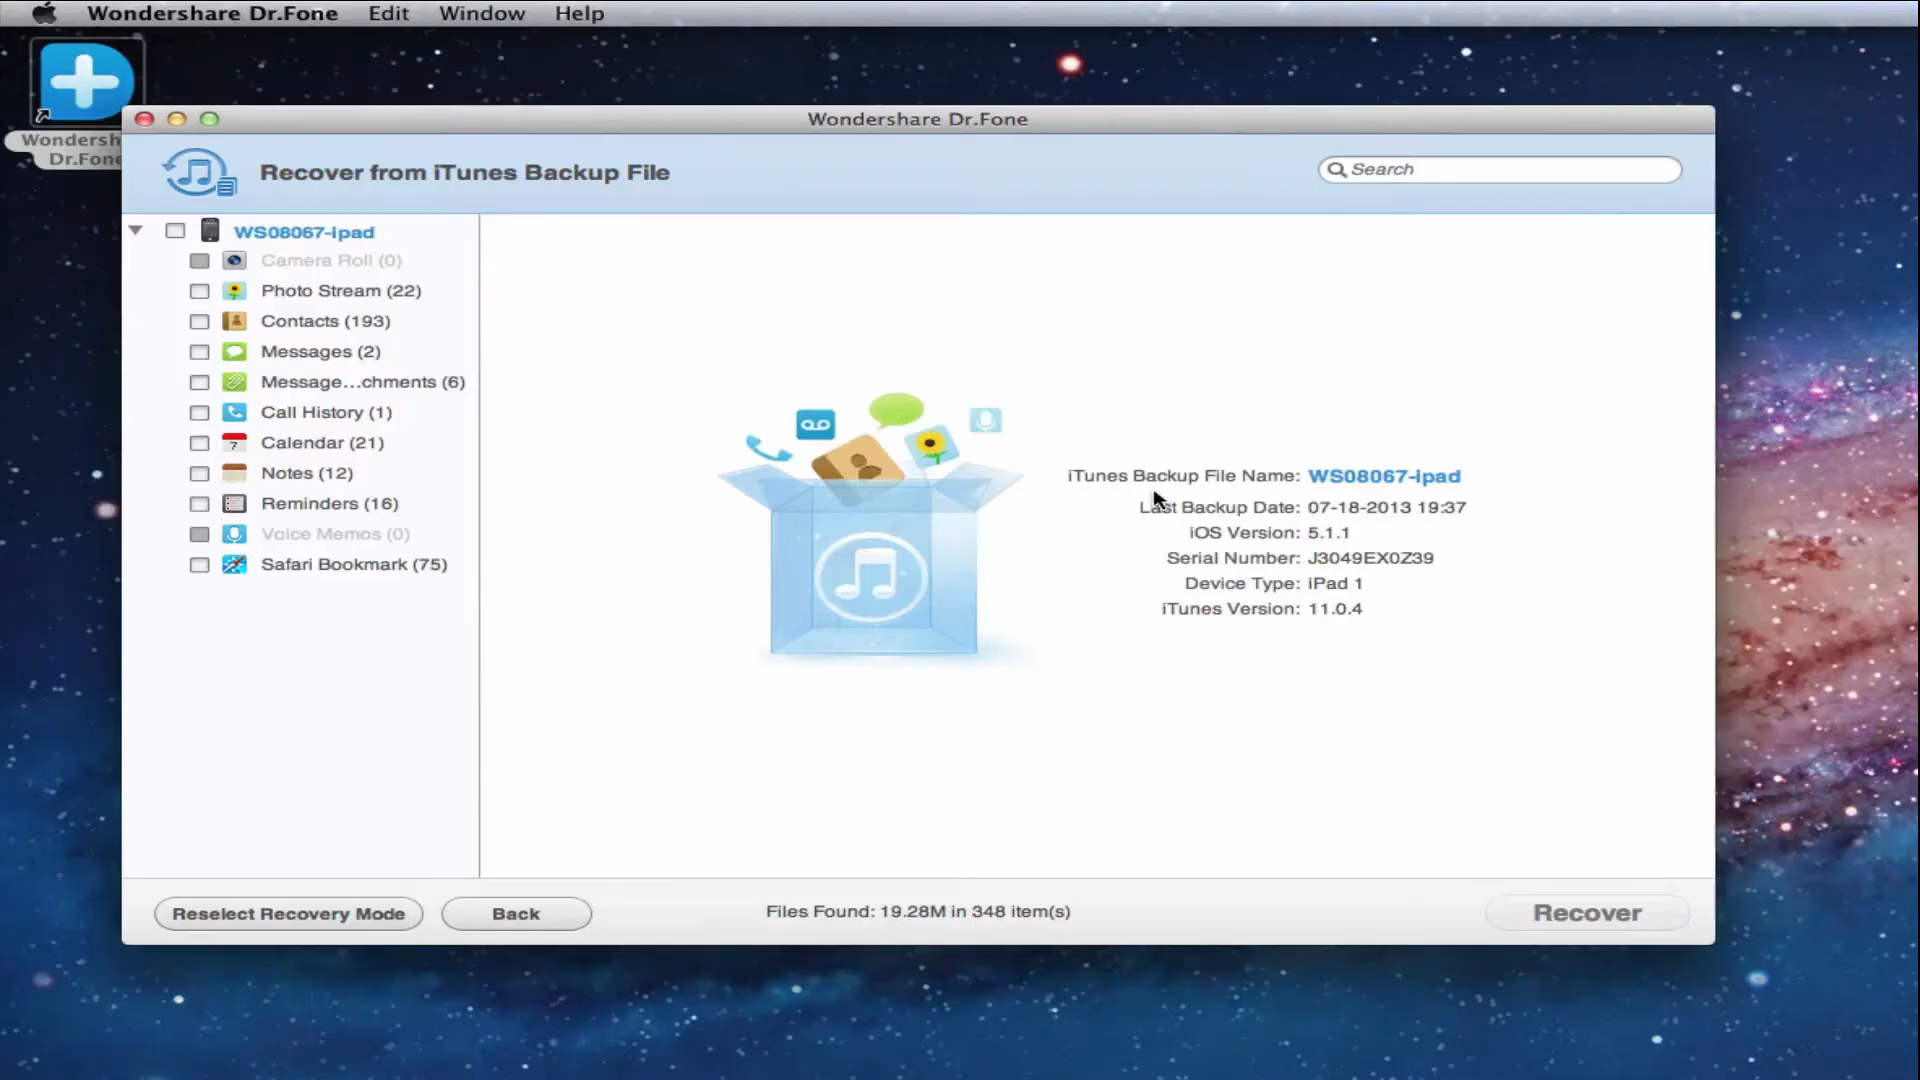 Wondershare Dr.Fone Edit Window Help
Wondersh
Dr.Fone
Wondershare Dr.Fone
Recover from iTunes Backup File
Search
WS08067-ipad
Camera Roll (0)
Photo Stream (22)
Contacts (193)
Messages (2)
Message...chments (6)
Call History (1)
7
Calendar (21)
Notes (12)
Reminders (16)
Voice Memos (0)
Safari Bookmark (75)
iTunes Backup File Name: WS08067-ipad
Last Backup Date: 07-18-2013 19:37
iOS Version: 5.1.1
Serial Number: J3049EX0Z39
Device Type: iPad 1
iTunes Version: 11.0.4
Reselect Recovery Mode
Back
Files Found: 19.28M in 348 item(s)
Recover